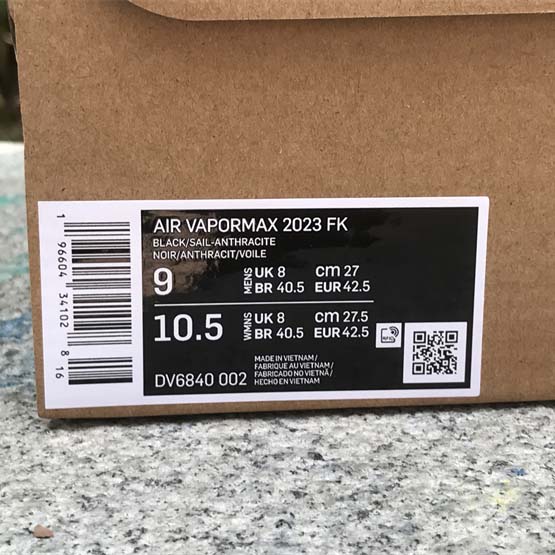 1 96604 34102 8 16
AIR VAPORMAX 2023 FK
BLACK/SAIL-ANTHRACITE
NOIR/ANTHRACIT/VOILE
9 MENS UK 8 cm 27
BR 40.5 EUR 42.5
10.5 WMNS UK 8 cm 27.5
BR 40.5 EUR 42.5
RFID
MADE IN VIETNAM/
FABRIQUE AU VIETNAM/
DV6840 002 FABRICADO NO VIETNÃ/
HECHO EN VIETNAM